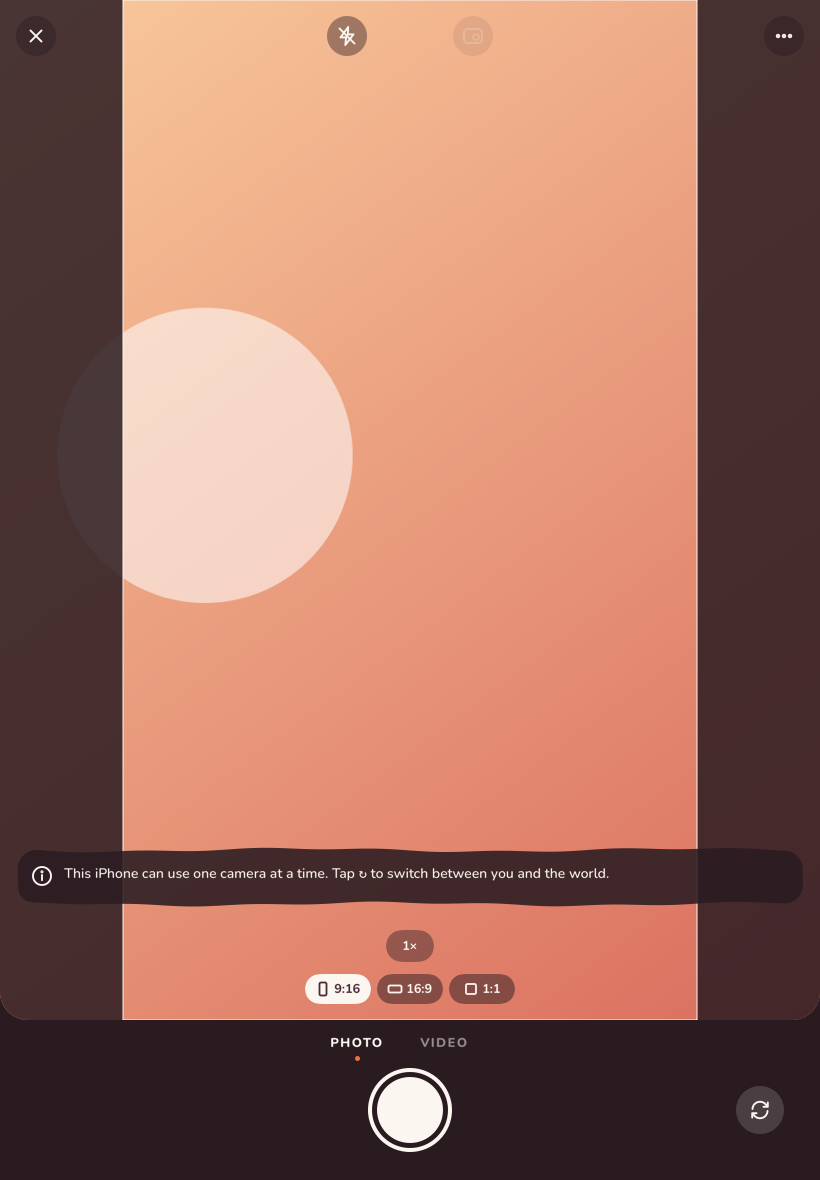 This iPhone can use one camera at a time. Tap ↻ to switch between you and the world.
1×
9:16 16:9 1:1
PHOTO VIDEO